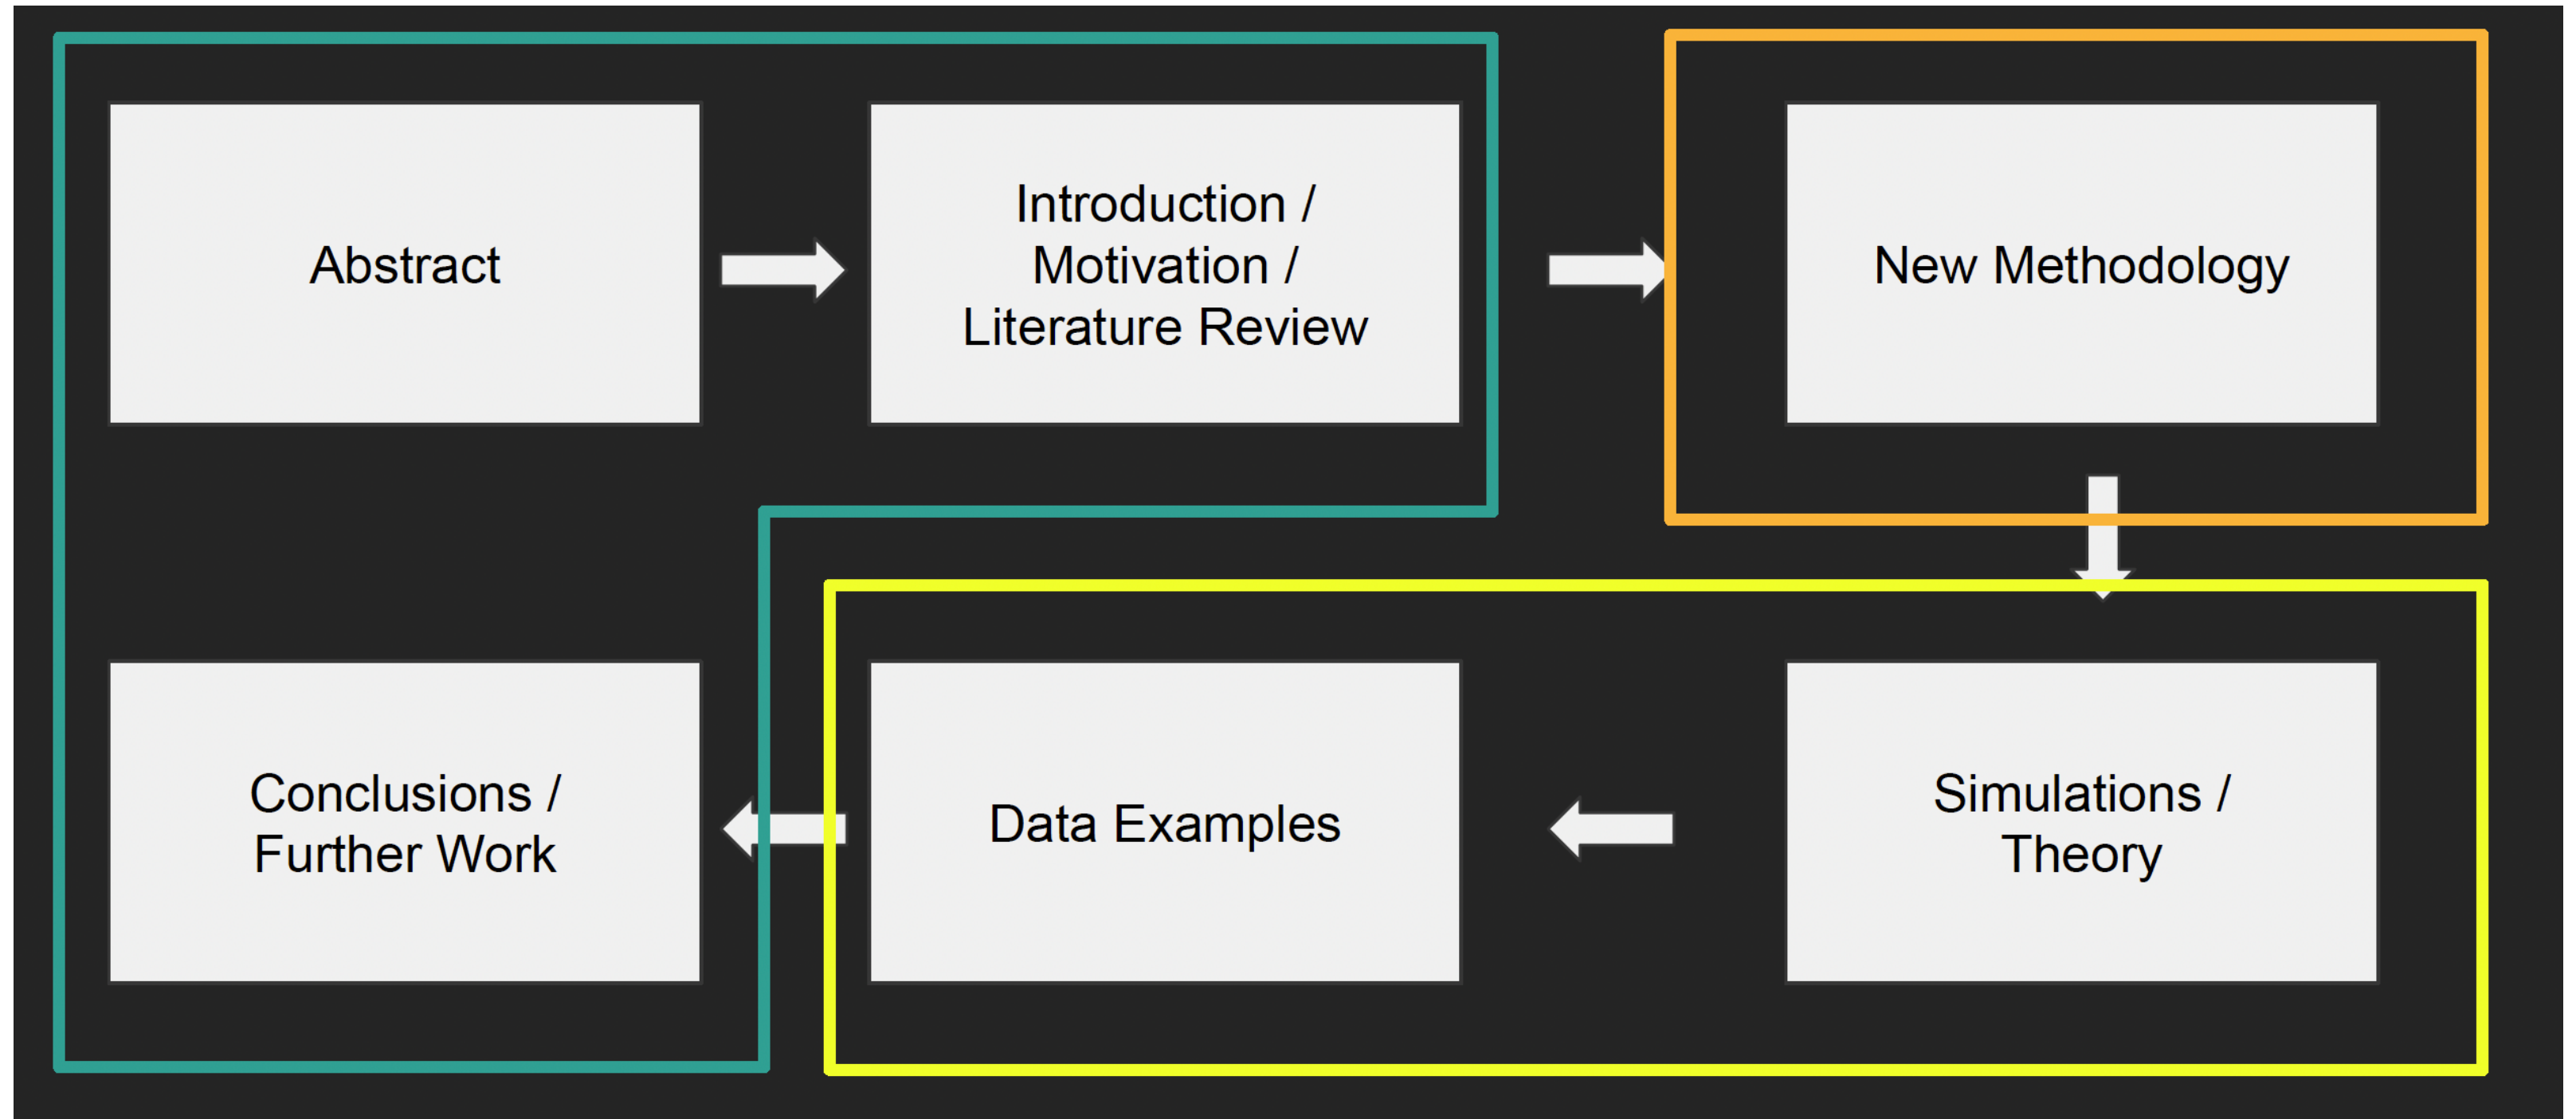 Abstract
Introduction /
Motivation /
Literature Review
New Methodology
Simulations /
Theory
Data Examples
Conclusions /
Further Work